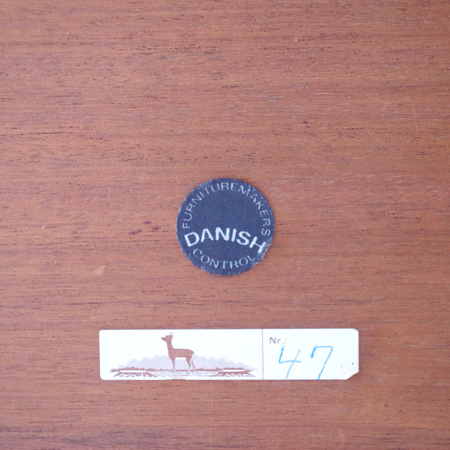 FURNITUREMAKERS
DANISH
CONTROL
Nr.:
47